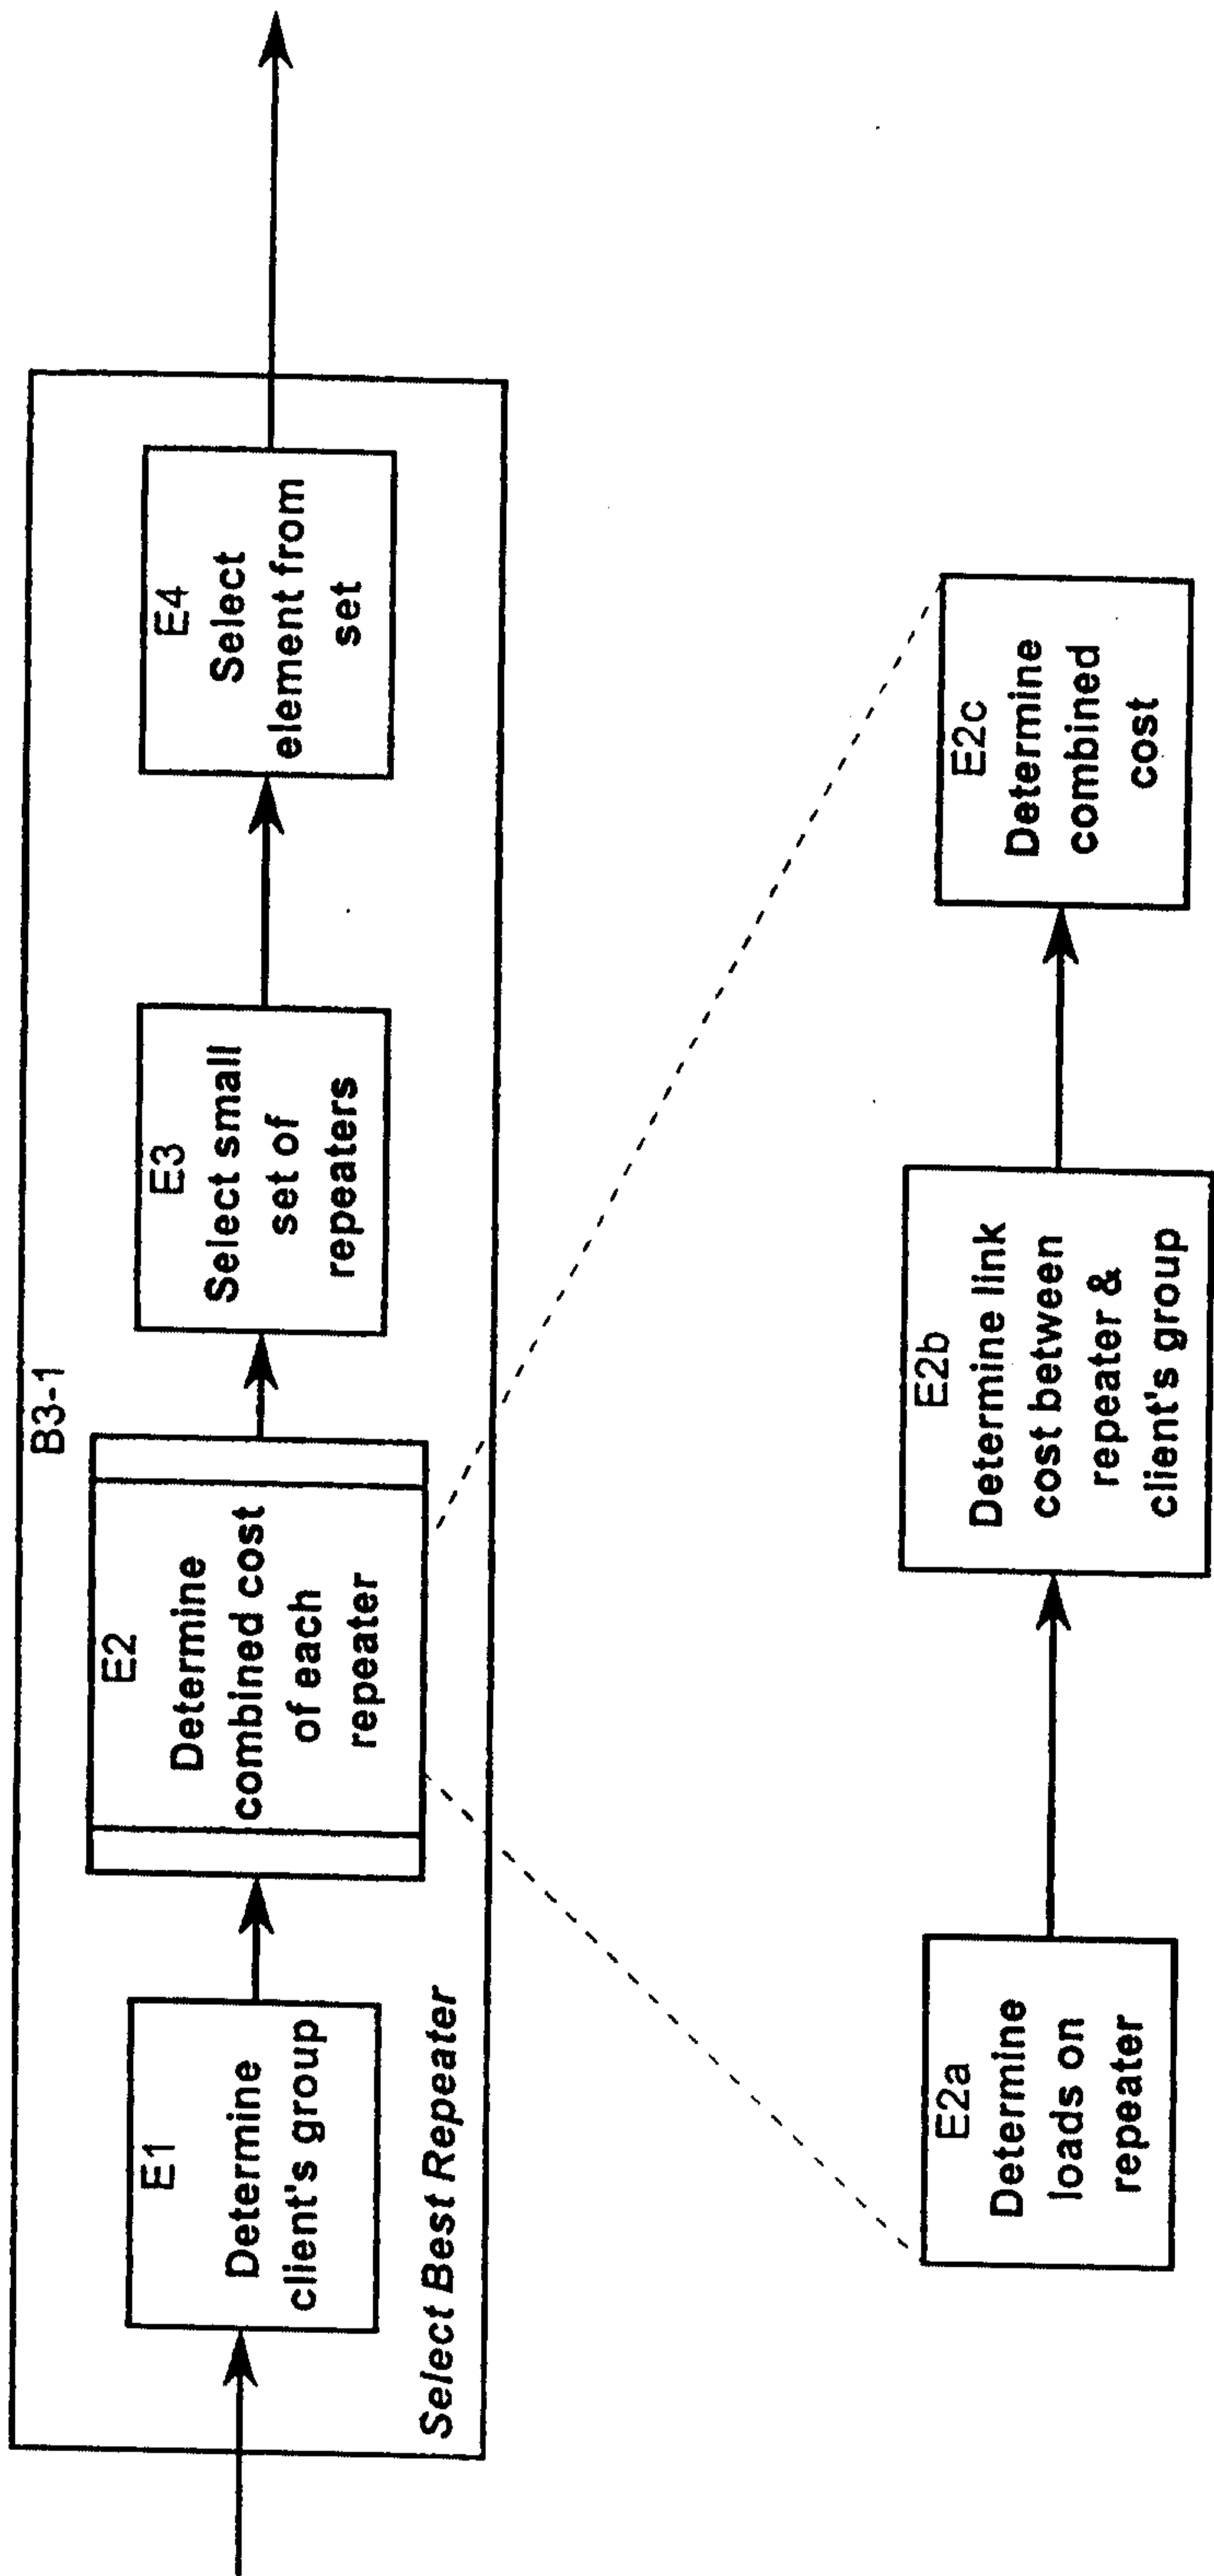 B3-1
E1
Determine
client's group
E2
Determine
combined cost
of each
repeater
E3
Select small
set of
repeaters
E4
Select
element from
set
Select Best Repeater
E2a
Determine
loads on
repeater
E2b
Determine link
cost between
repeater &
client's group
E2c
Determine
combined
cost